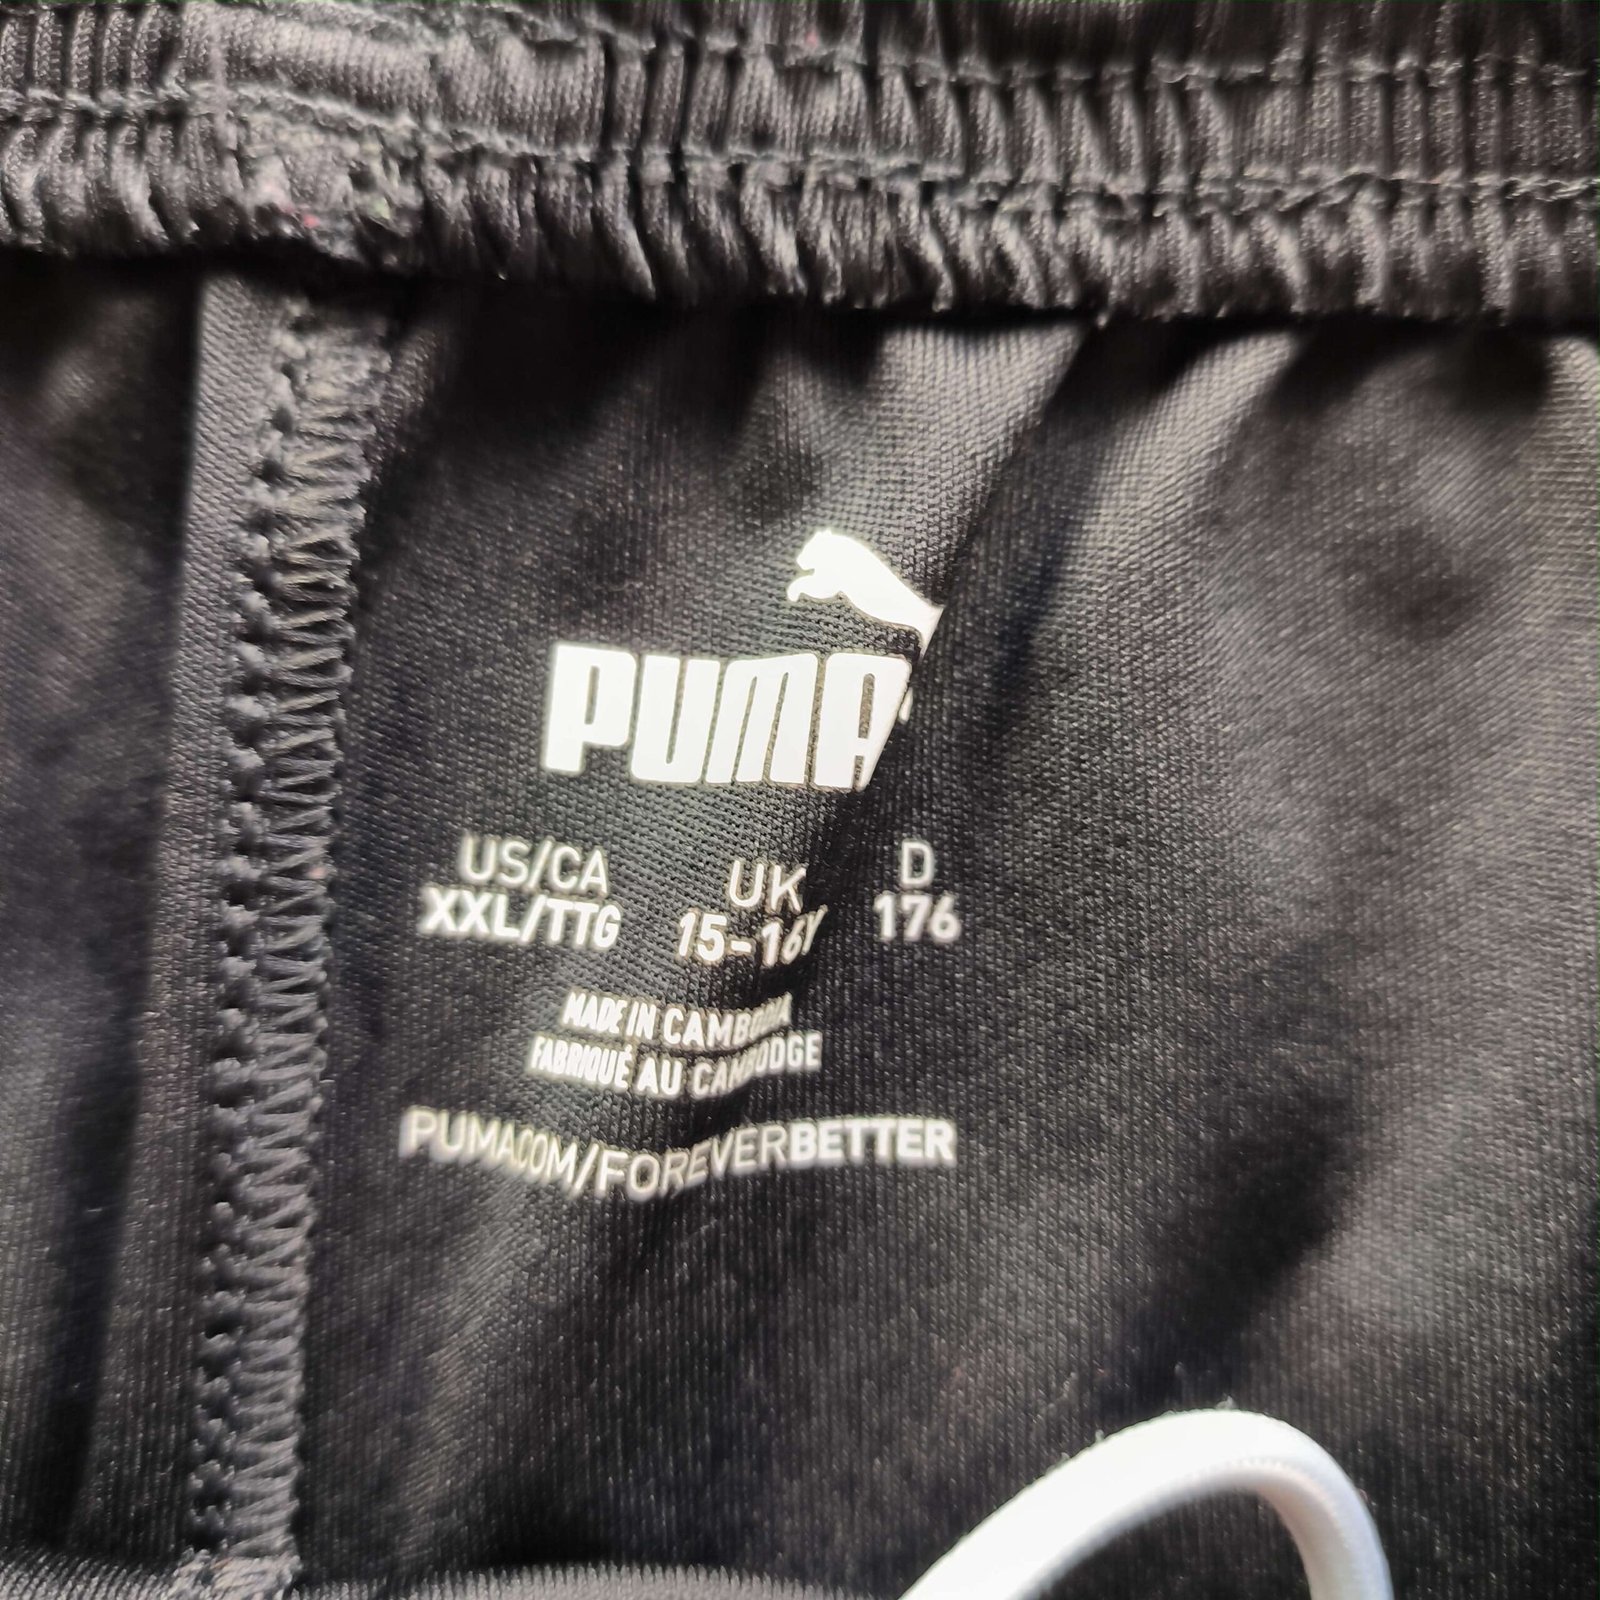 PUMA
US/CA UK D
XXL/TTG 15-16Y 176
MADE IN CAMBODIA
FABRIQUÉ AU CAMBODGE
PUMA.COM/FOREVERBETTER